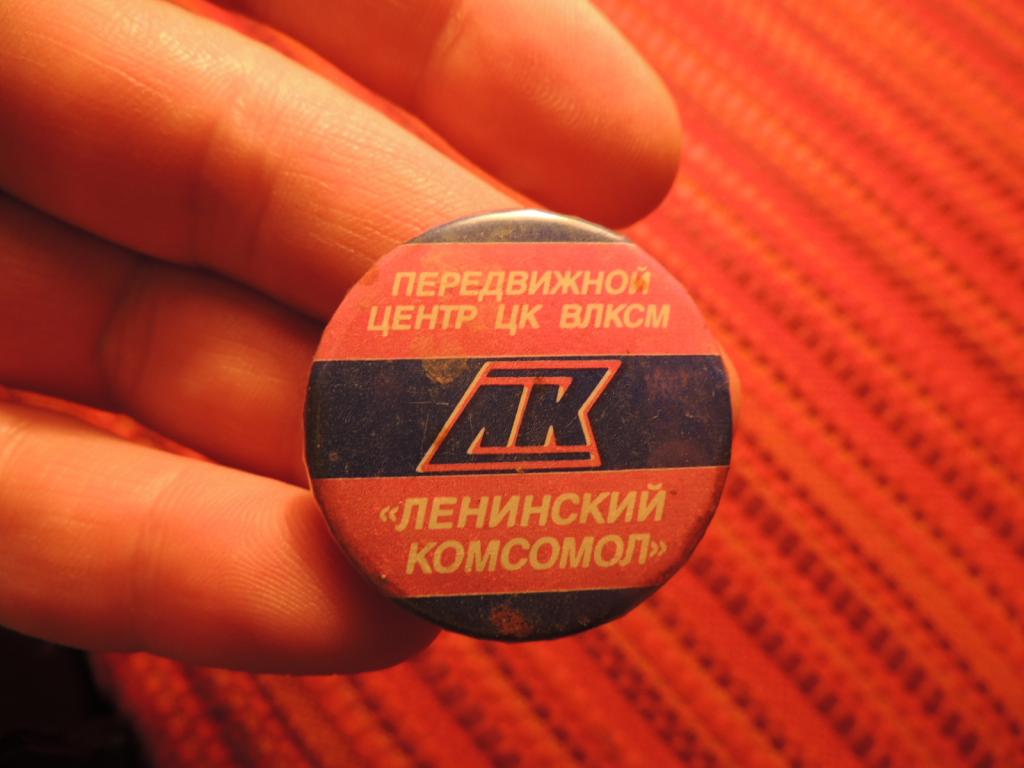 ПЕРЕДВИЖНОЙ
ЦЕНТР ЦК ВЛКСМ
ЛК
«ЛЕНИНСКИЙ
КОМСОМОЛ»